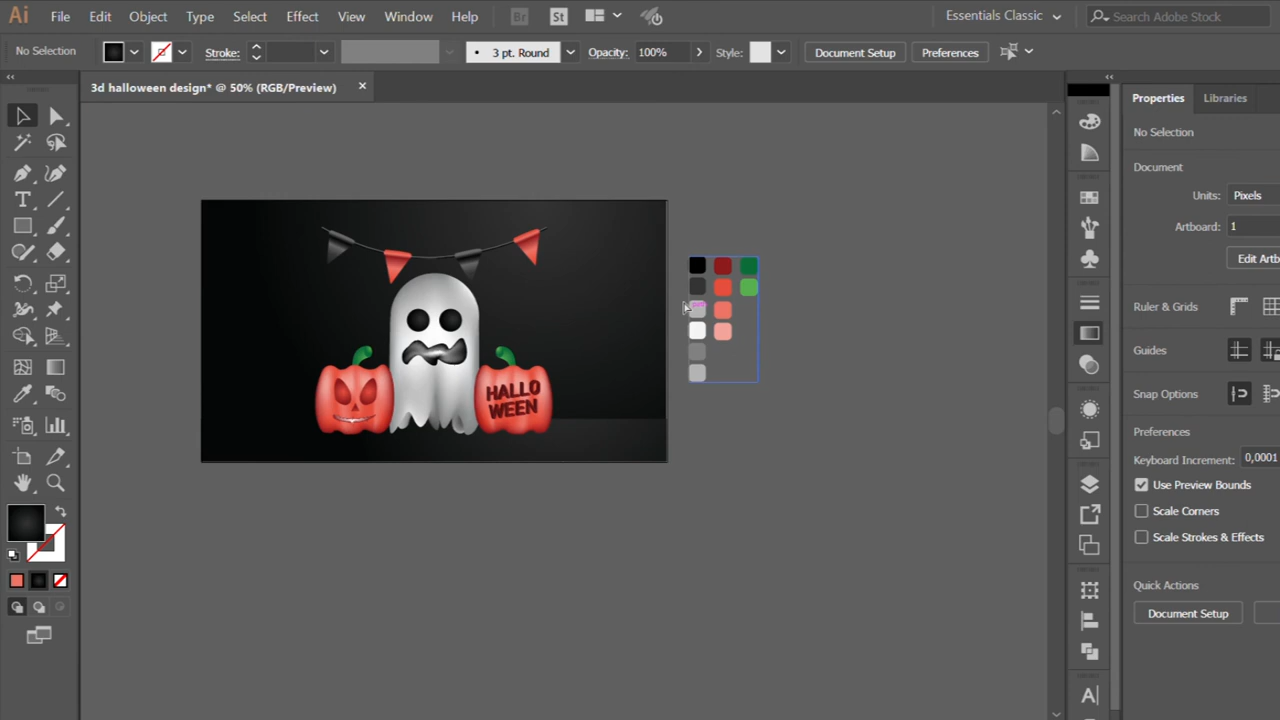 Ai File Edit Object Type Select Effect View Window Help Br St Essentials Classic Search Adobe Stock
No Selection Stroke: 3 pt. Round Opacity: 100% Style: Document Setup Preferences
3d halloween design* @ 50% (RGB/Preview)
Properties Libraries
No Selection
Document
Units: Pixels
Artboard: 1
Edit Artb
Ruler & Grids
Guides
Snap Options
Preferences
Keyboard Increment: 0,0001
Use Preview Bounds
Scale Corners
Scale Strokes & Effects
Quick Actions
Document Setup
HALLO
WEEN